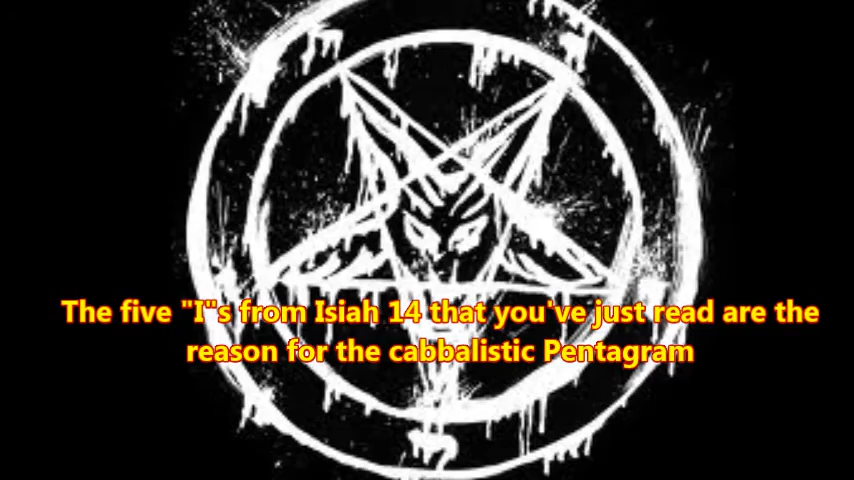 The five "I"s from Isiah 14 that you've just read are the
reason for the cabbalistic Pentagram